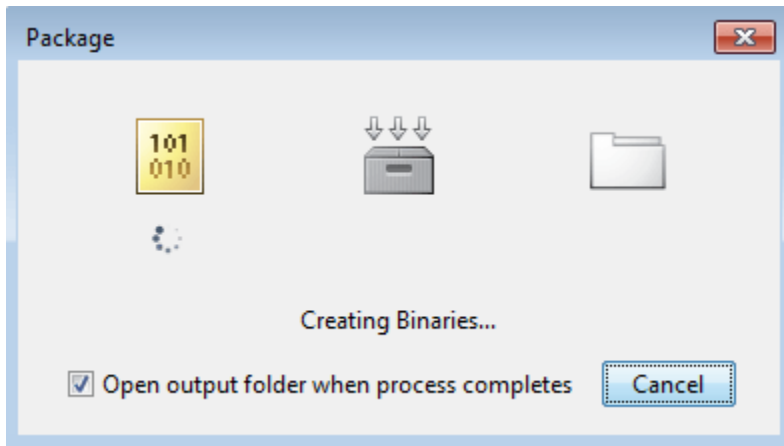 Package
101
010
Creating Binaries...
Open output folder when process completes
Cancel